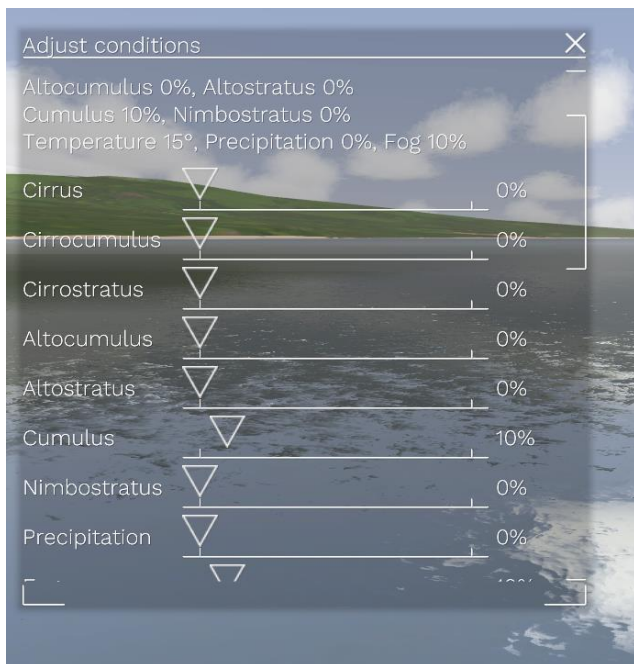 Adjust conditions
Altocumulus 0%, Altostratus 0%
Cumulus 10%, Nimbostratus 0%
Temperature 15°, Precipitation 0%, Fog 10%
Cirrus 0%
Cirrocumulus 0%
Cirrostratus 0%
Altocumulus 0%
Altostratus 0%
Cumulus 10%
Nimbostratus 0%
Precipitation 0%